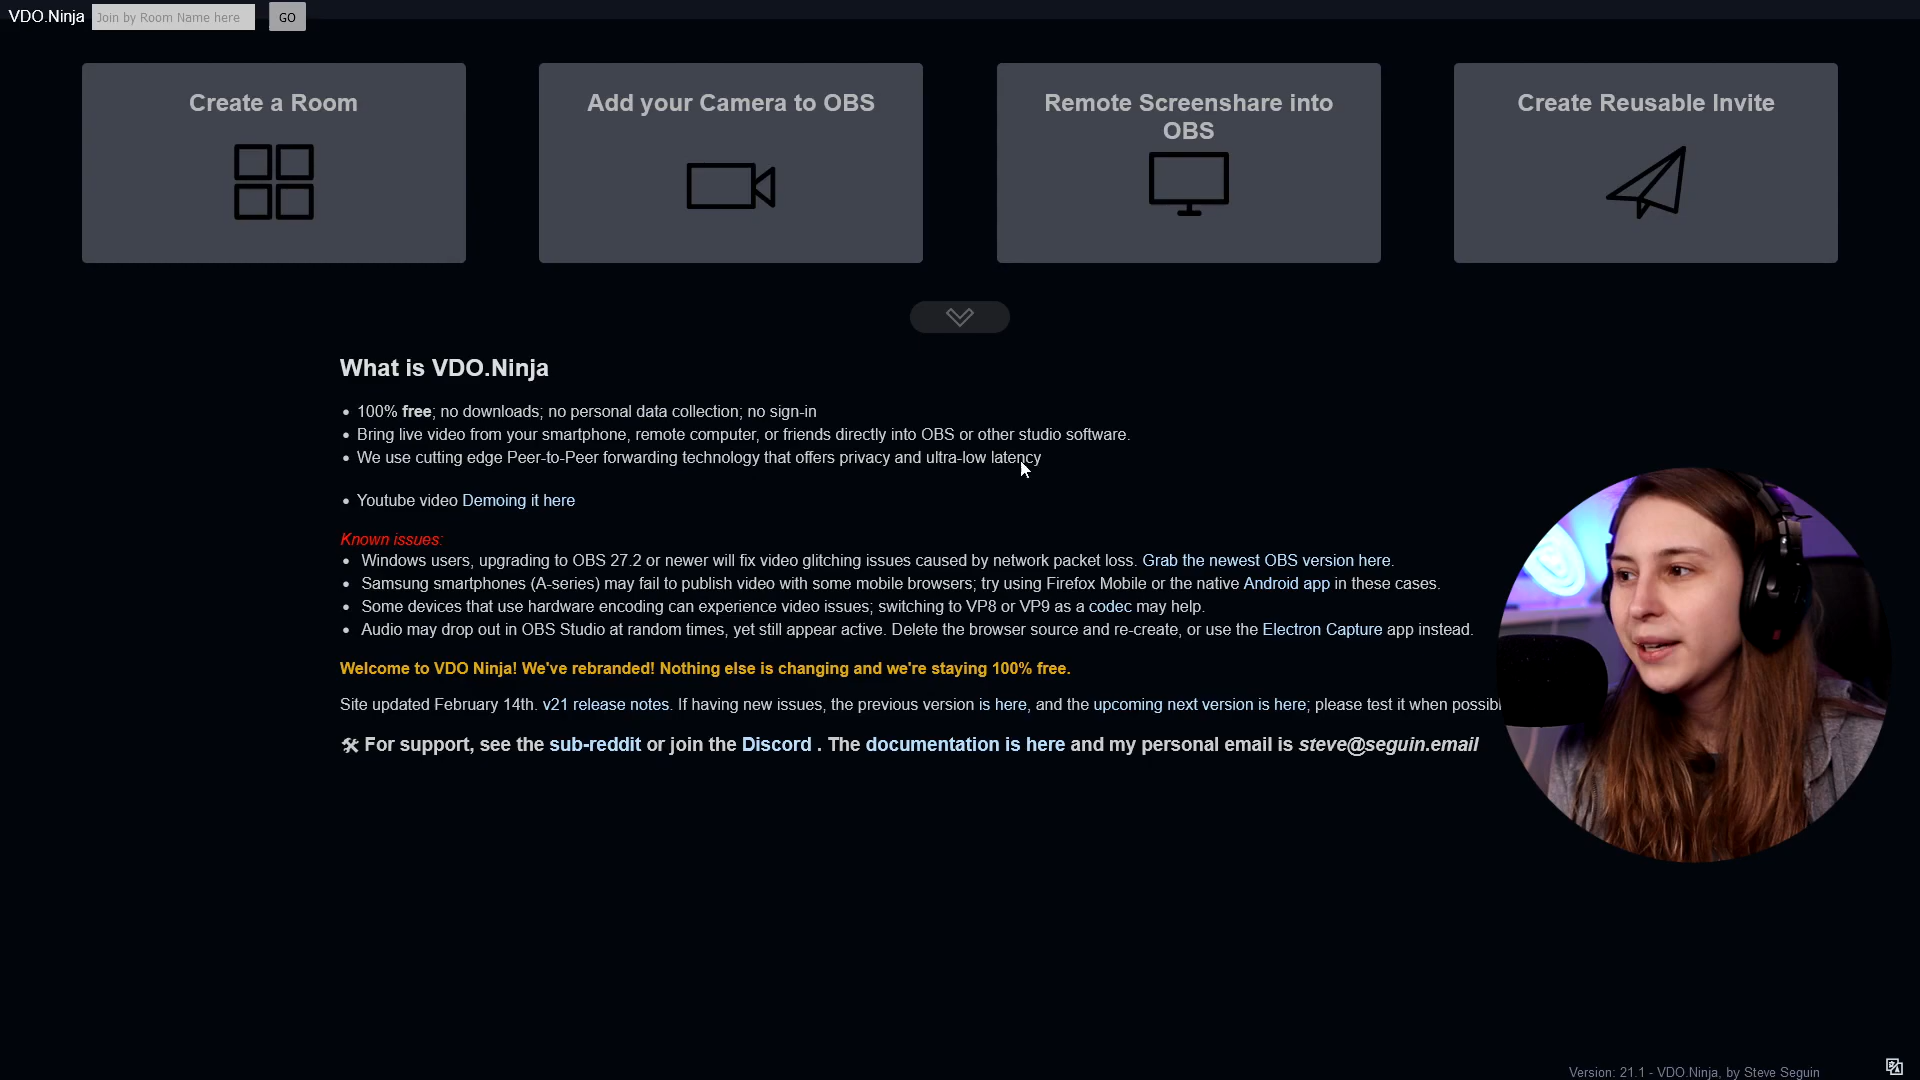 VDO.Ninja Join by Room Name here GO
Create a Room
Add your Camera to OBS
Remote Screenshare into
OBS
Create Reusable Invite
What is VDO.Ninja
• 100% free; no downloads; no personal data collection; no sign-in
• Bring live video from your smartphone, remote computer, or friends directly into OBS or other studio software.
• We use cutting edge Peer-to-Peer forwarding technology that offers privacy and ultra-low latency
• Youtube video Demoing it here
Known issues:
• Windows users, upgrading to OBS 27.2 or newer will fix video glitching issues caused by network packet loss. Grab the newest OBS version here.
• Samsung smartphones (A-series) may fail to publish video with some mobile browsers; try using Firefox Mobile or the native Android app in these cases.
• Some devices that use hardware encoding can experience video issues; switching to VP8 or VP9 as a codec may help.
• Audio may drop out in OBS Studio at random times, yet still appear active. Delete the browser source and re-create, or use the Electron Capture app instead.
Welcome to VDO Ninja! We've rebranded! Nothing else is changing and we're staying 100% free.
Site updated February 14th. v21 release notes. If having new issues, the previous version is here, and the upcoming next version is here; please test it when possibl
🛠 For support, see the sub-reddit or join the Discord . The documentation is here and my personal email is steve@seguin.email
Version: 21.1 - VDO.Ninja, by Steve Seguin